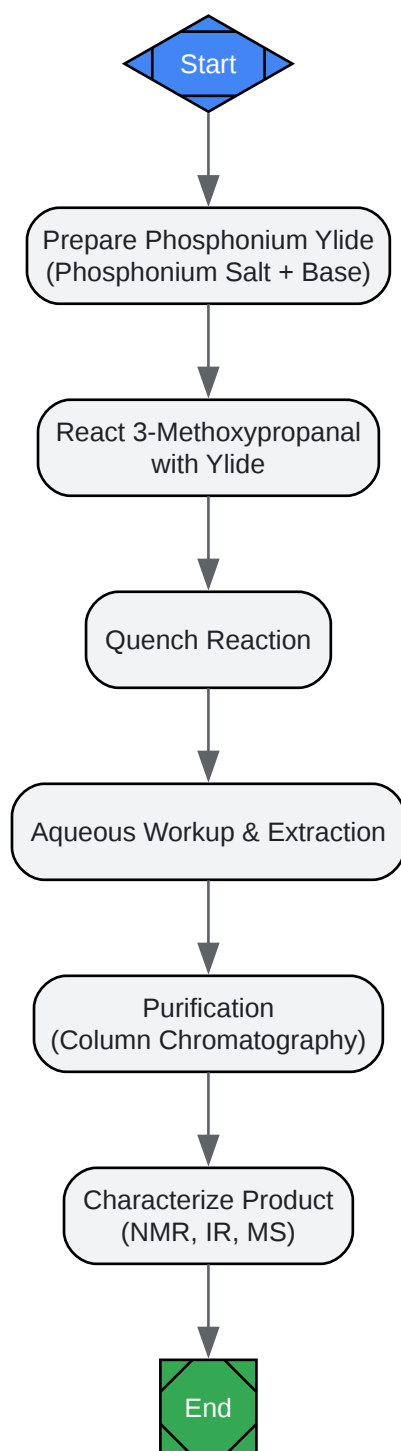 Start
Prepare Phosphonium Ylide
(Phosphonium Salt + Base)
React 3-Methoxypropanal
with Ylide
Quench Reaction
Aqueous Workup & Extraction
Purification
(Column Chromatography)
Characterize Product
(NMR, IR, MS)
End